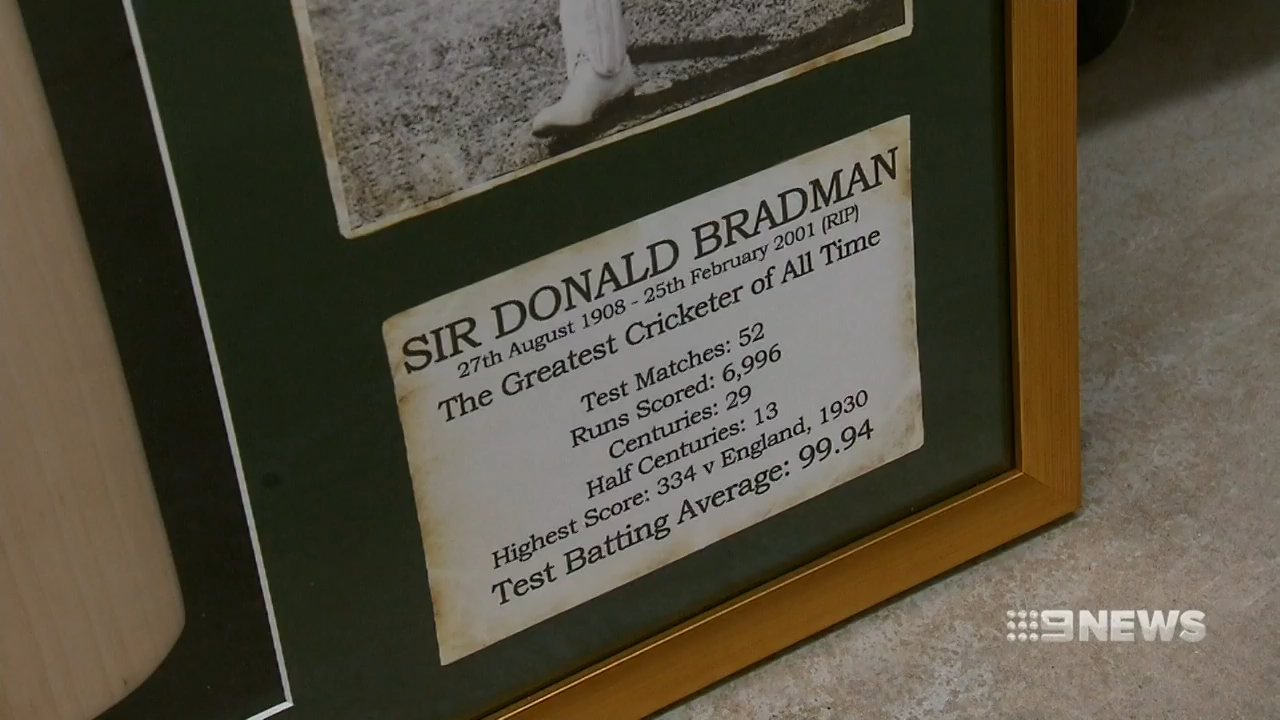 SIR DONALD BRADMAN
27th August 1908 - 25th February 2001 (RIP)
The Greatest Cricketer of All Time
Test Matches: 52
Runs Scored: 6,996
Centuries: 29
Half Centuries: 13
Highest Score: 334 v England, 1930
Test Batting Average: 99.94
9NEWS